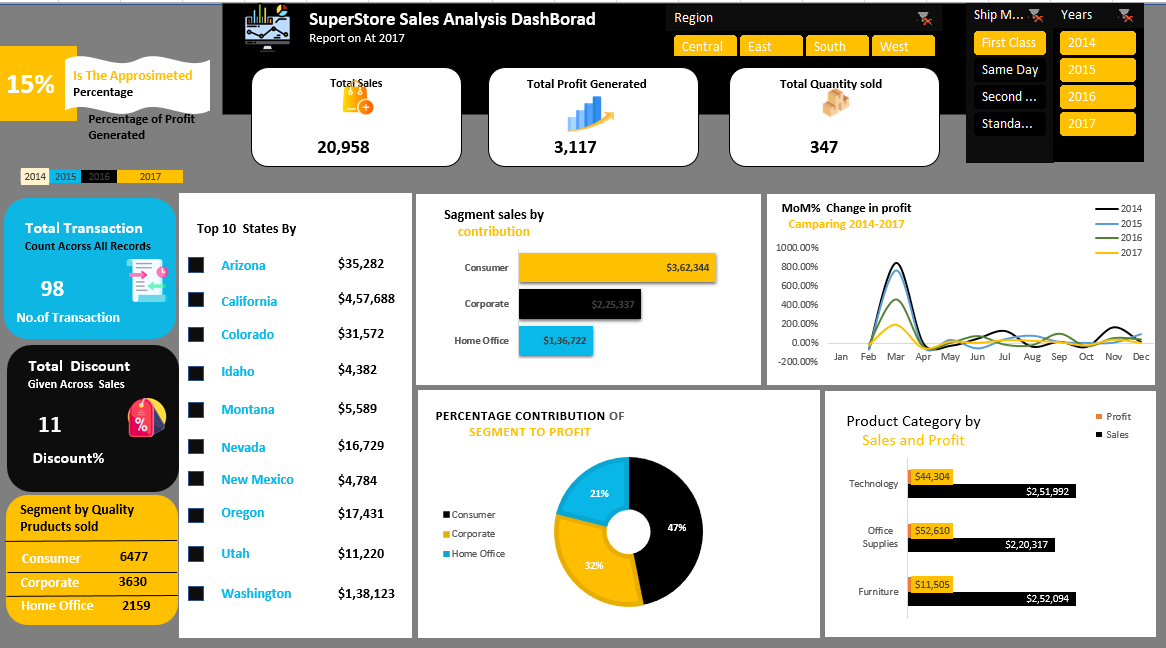 SuperStore Sales Analysis DashBorad
Report on At 2017
Region
Central
East
South
West
Ship M...
First Class
Same Day
Second ...
Standa...
Years
2014
2015
2016
2017
15%
Is The Approsimeted
Percentage
Percentage of Profit
Generated
Total Sales
20,958
Total Profit Generated
3,117
Total Quantity sold
347
2014
2015
2016
2017
Total Transaction
Count Acorss All Records
98
No.of Transaction
Total Discount
Given Across Sales
11
Discount%
%
Segment by Quality
Pruducts sold
Consumer 6477
Corporate 3630
Home Office 2159
Top 10 States By
Arizona $35,282
California $4,57,688
Colorado $31,572
Idaho $4,382
Montana $5,589
Nevada $16,729
New Mexico $4,784
Oregon $17,431
Utah $11,220
Washington $1,38,123
Sagment sales by
contribution
Consumer $3,62,344
Corporate $2,25,337
Home Office $1,36,722
MoM% Change in profit
Camparing 2014-2017
2014
2015
2016
2017
1000.00%
800.00%
600.00%
400.00%
200.00%
0.00%
-200.00%
Jan Feb Mar Apr May Jun Jul Aug Sep Oct Nov Dec
PERCENTAGE CONTRIBUTION OF
SEGMENT TO PROFIT
Consumer
Corporate
Home Office
21%
47%
32%
Product Category by
Sales and Profit
Profit
Sales
Technology
$44,304
$2,51,992
Office
Supplies
$52,610
$2,20,317
Furniture
$11,505
$2,52,094